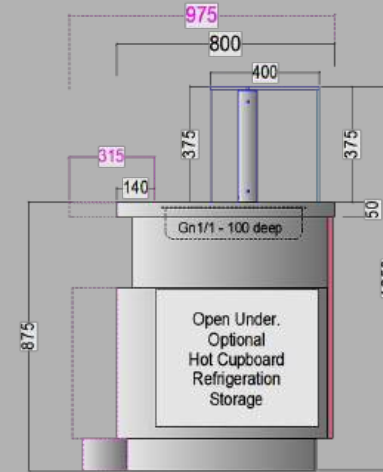 975
800
400
375
375
315
140
50
Gn1/1 - 100 deep
875
Open Under.
Optional
Hot Cupboard
Refrigeration
Storage